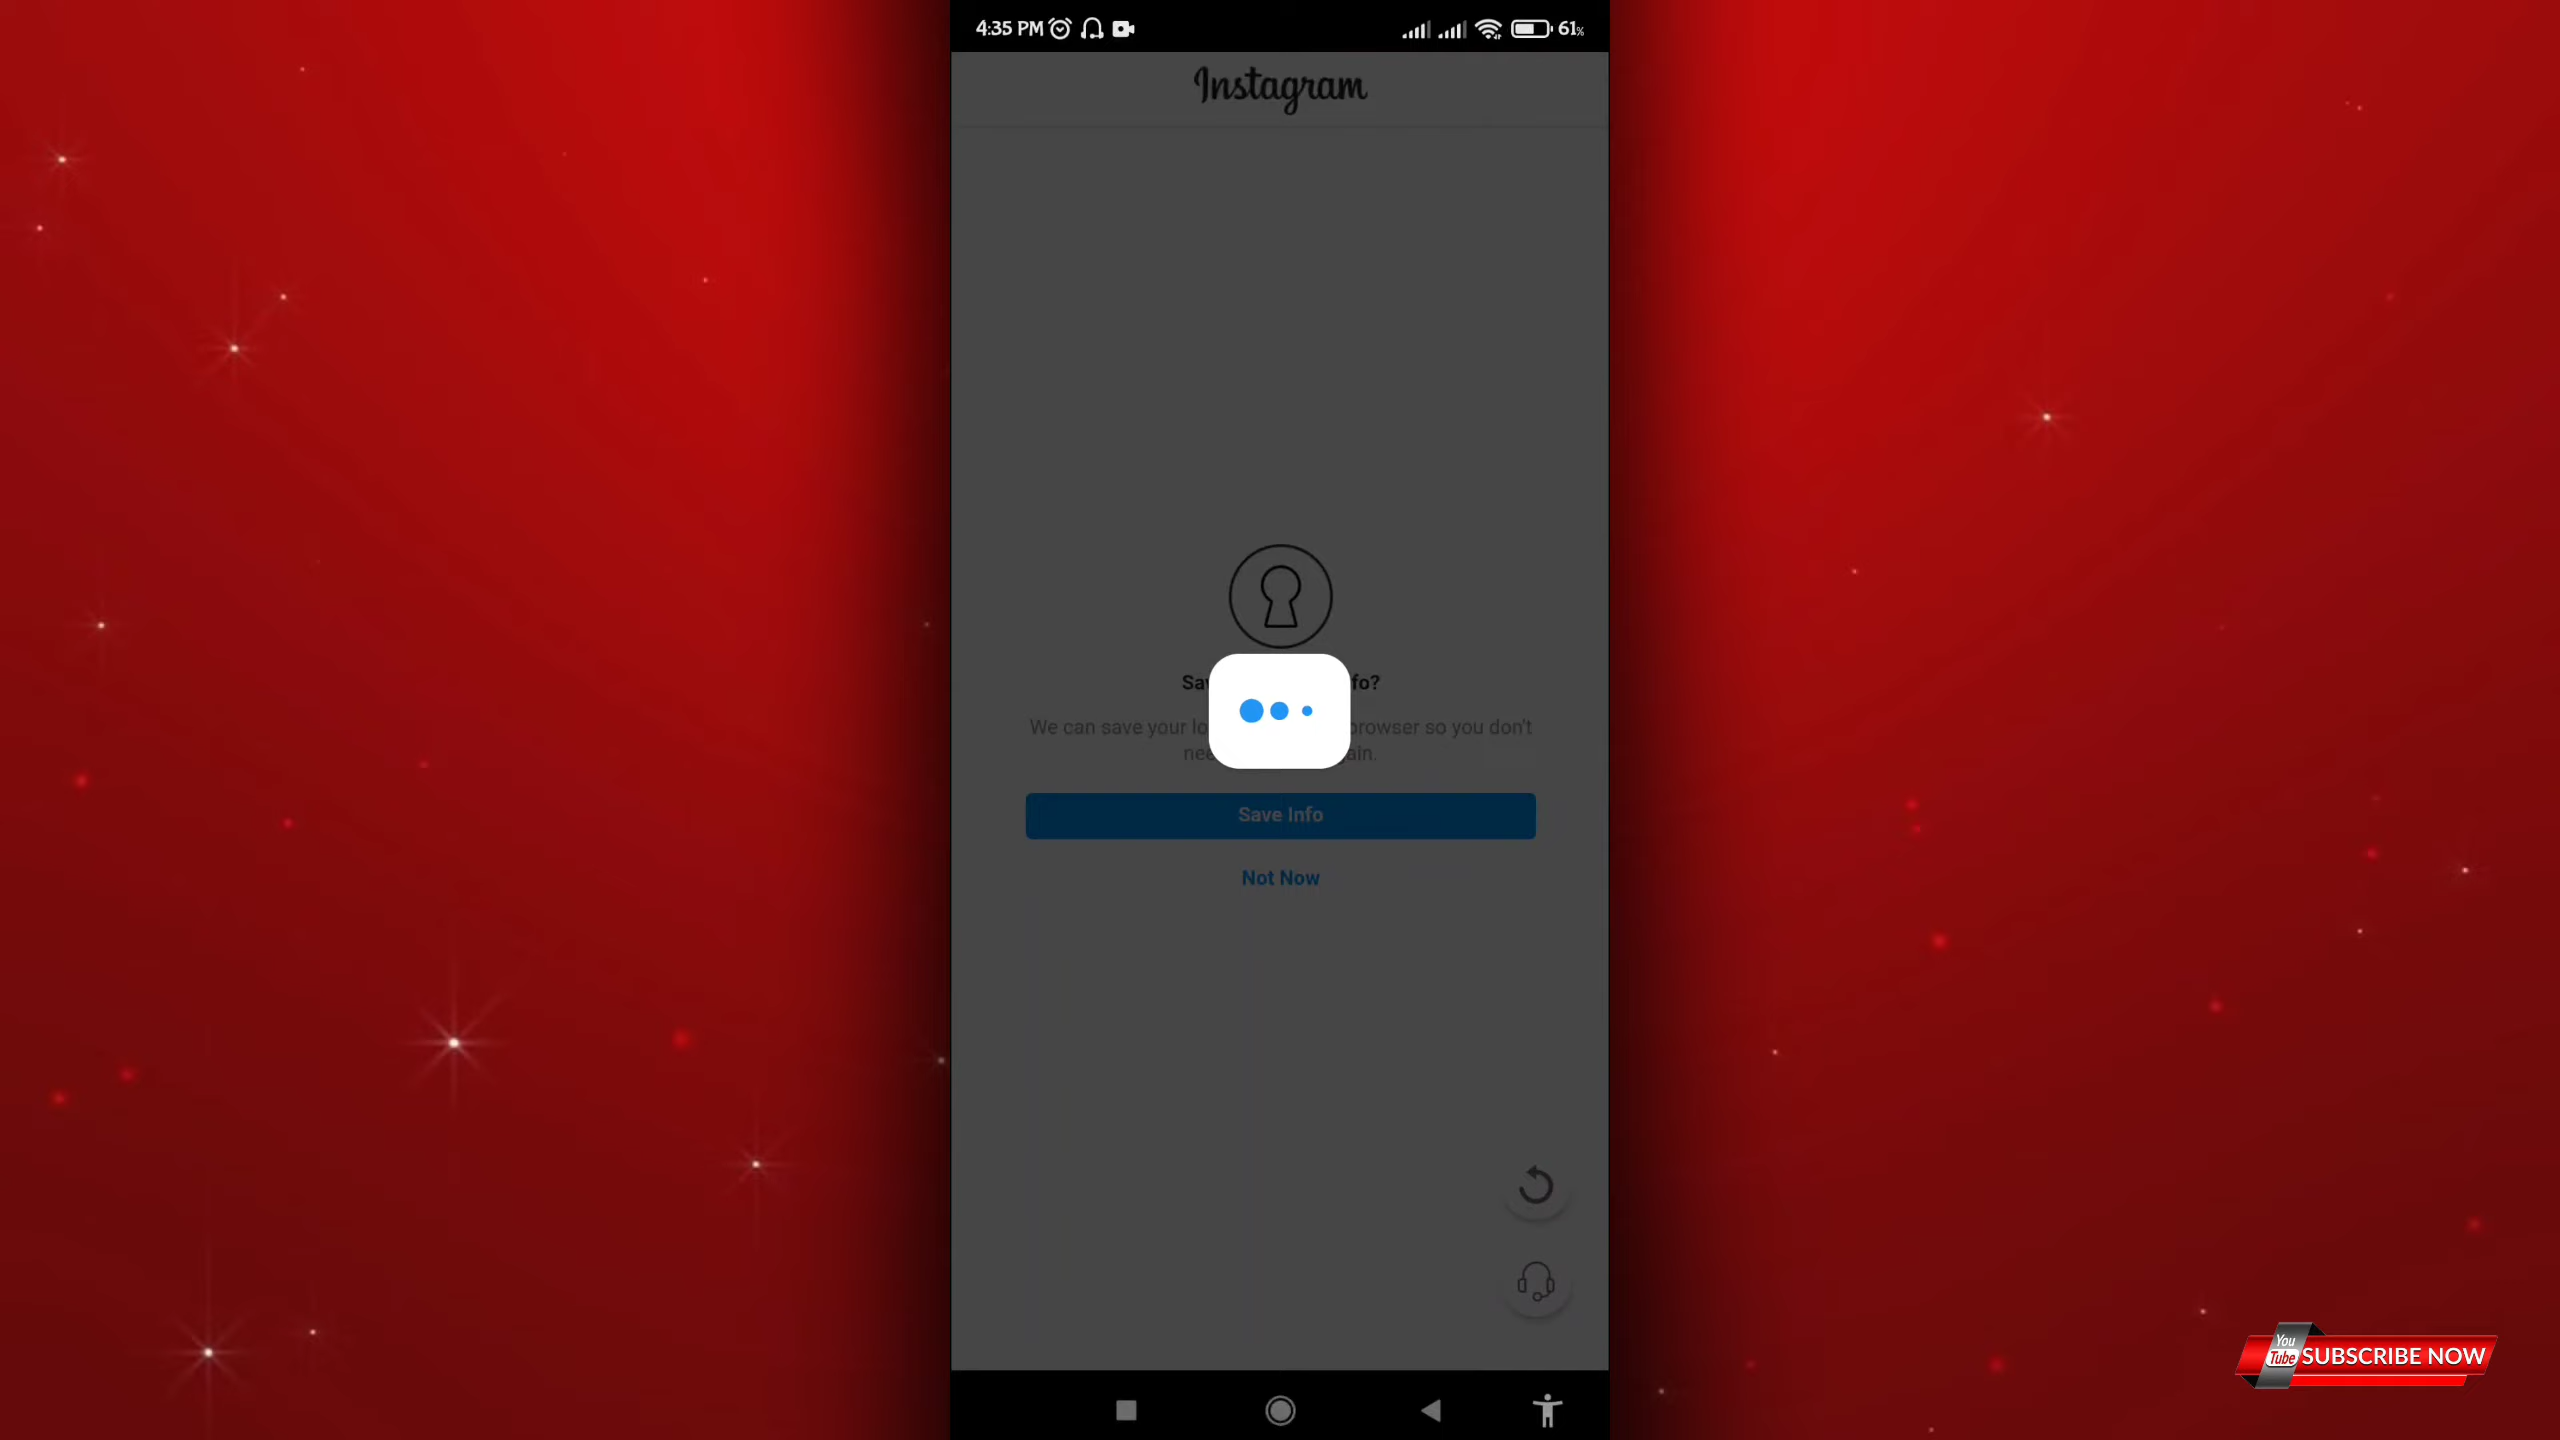 4:35 PM
61%
Instagram
Sa fo?
We can save your lo browser so you don't
ne ain.
Save Info
Not Now
You
Tube SUBSCRIBE NOW